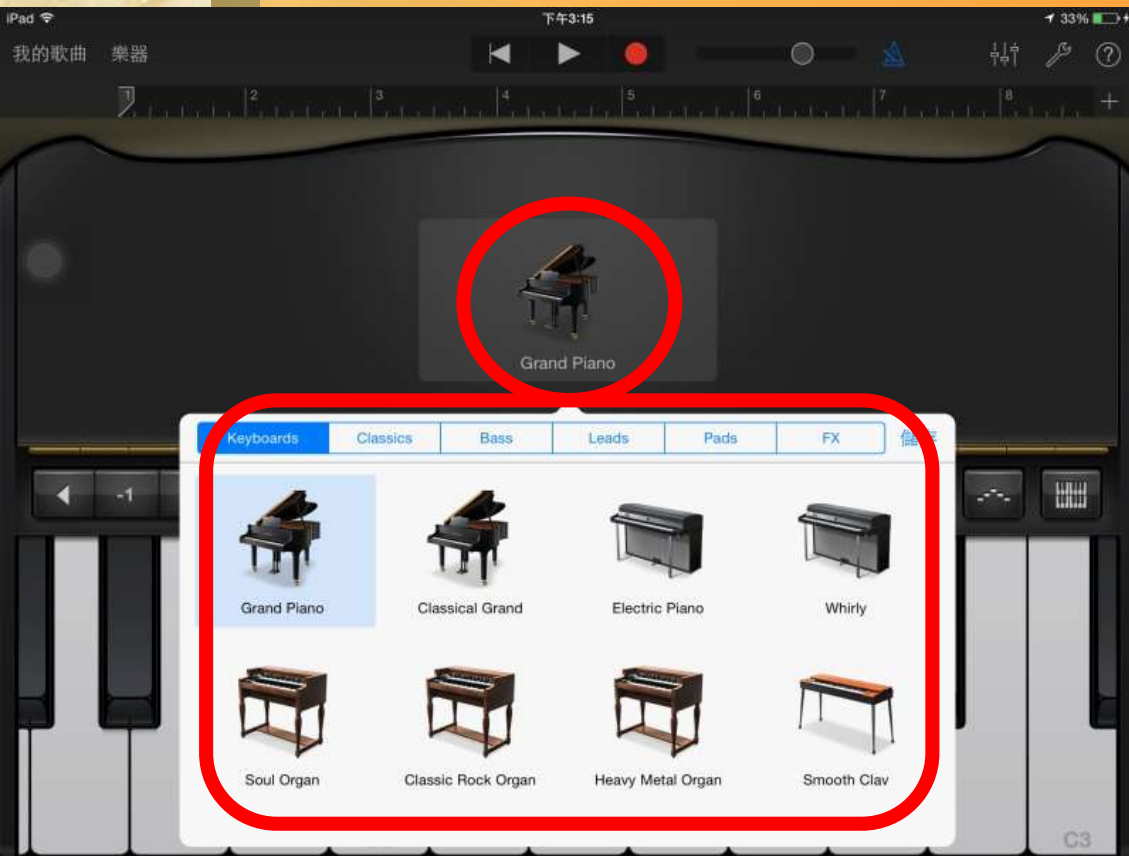 iPad 下午3:15 33%
我的歌曲 樂器
1 2 3 4 5 6 7 8 +
Grand Piano
Keyboards Classics Bass Leads Pads FX
-1
Grand Piano Classical Grand Electric Piano Whirly
Soul Organ Classic Rock Organ Heavy Metal Organ Smooth Clav
C3